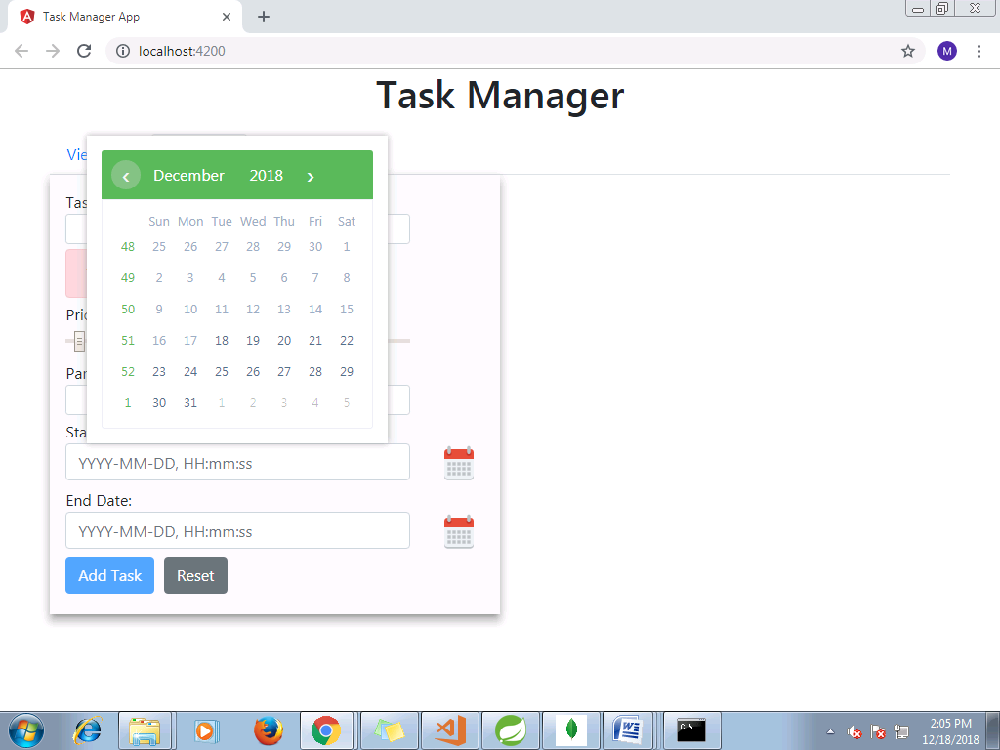 Task Manager App
localhost:4200
M
Task Manager
Vie
December 2018
Sun Mon Tue Wed Thu Fri Sat
48 25 26 27 28 29 30 1
49 2 3 4 5 6 7 8
50 9 10 11 12 13 14 15
51 16 17 18 19 20 21 22
52 23 24 25 26 27 28 29
1 30 31 1 2 3 4 5
Tas
Pri
Par
Sta
YYYY-MM-DD, HH:mm:ss
End Date:
YYYY-MM-DD, HH:mm:ss
Add Task Reset
C:\_
2:05 PM
12/18/2018